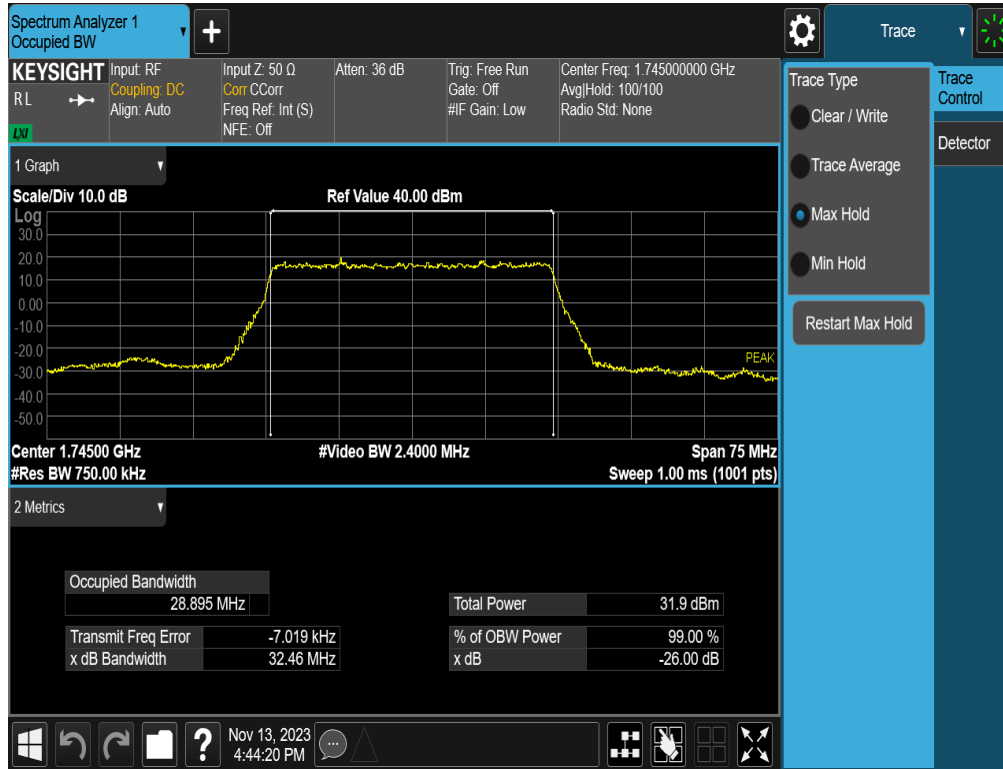 Spectrum Analyzer 1
Occupied BW
+
Trace
KEYSIGHT
R L
LXI
Input: RF
Coupling: DC
Align: Auto
Input Z: 50 Ω
Corr CCorr
Freq Ref: Int (S)
NFE: Off
Atten: 36 dB
Trig: Free Run
Gate: Off
#IF Gain: Low
Center Freq: 1.745000000 GHz
Avg|Hold: 100/100
Radio Std: None
Trace Type
Clear / Write
Trace Average
Max Hold
Min Hold
Restart Max Hold
Trace
Control
Detector
1 Graph
Scale/Div 10.0 dB
Ref Value 40.00 dBm
Log
30.0
20.0
10.0
0.00
-10.0
-20.0
-30.0
-40.0
-50.0
PEAK
Center 1.74500 GHz
#Video BW 2.4000 MHz
Span 75 MHz
#Res BW 750.00 kHz
Sweep 1.00 ms (1001 pts)
2 Metrics
Occupied Bandwidth
28.895 MHz
Total Power 31.9 dBm
Transmit Freq Error -7.019 kHz
% of OBW Power 99.00 %
x dB Bandwidth 32.46 MHz
x dB -26.00 dB
?
Nov 13, 2023
4:44:20 PM